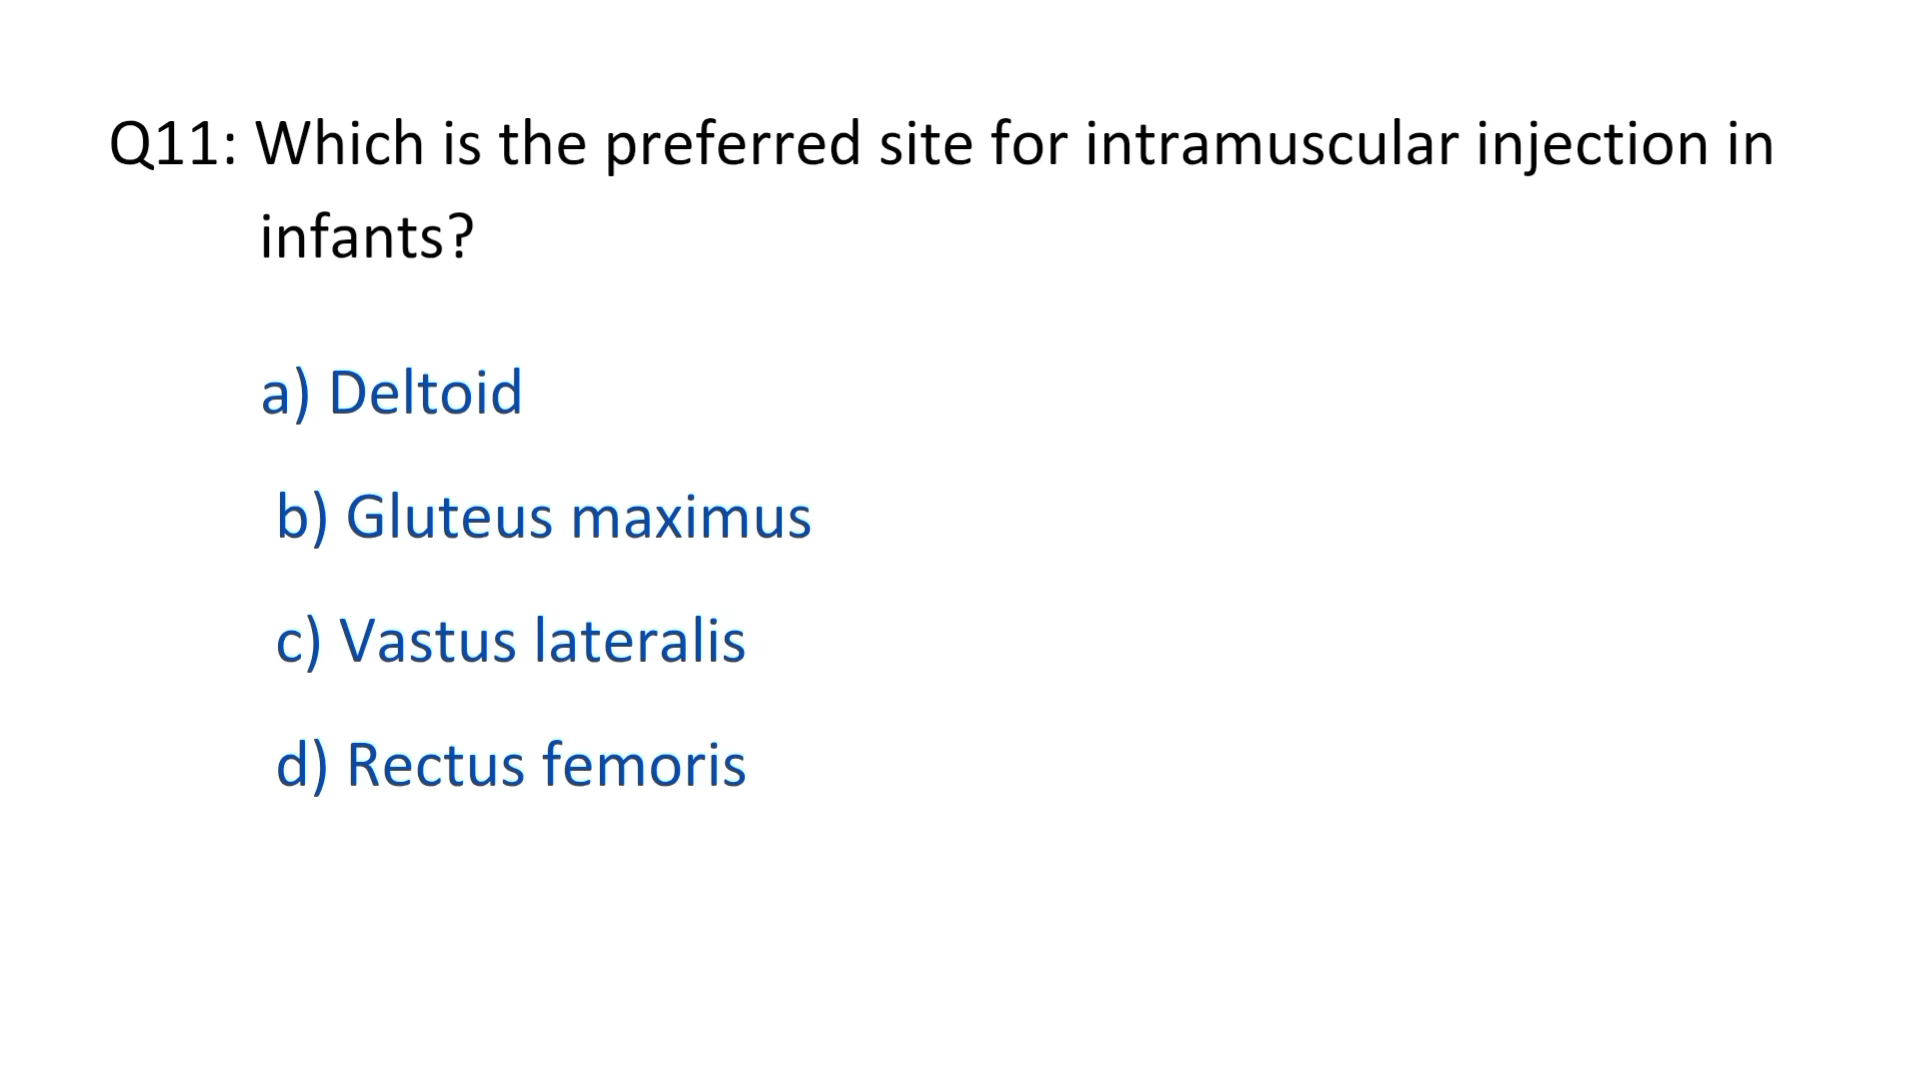 Q11: Which is the preferred site for intramuscular injection in
infants?
a) Deltoid
b) Gluteus maximus
c) Vastus lateralis
d) Rectus femoris